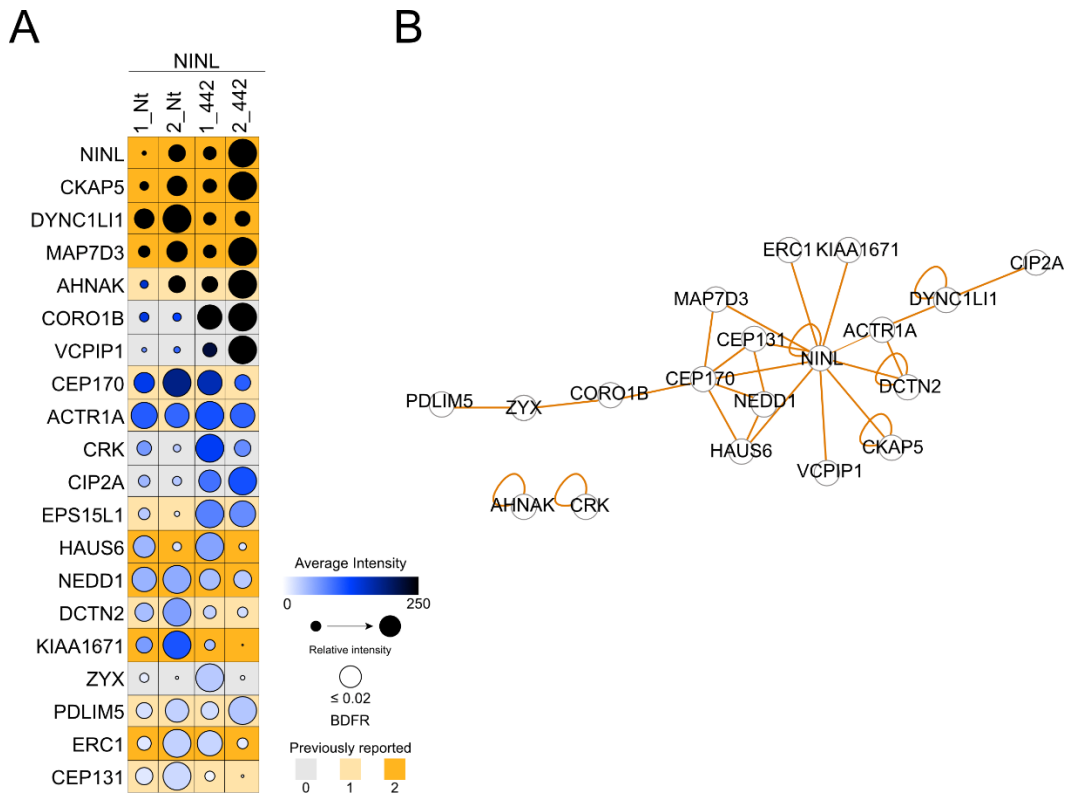 A
B
NINL
1_Nt
2_Nt
1_442
2_442
NINL
CKAP5
DYNC1LI1
MAP7D3
AHNAK
CORO1B
VCPIP1
CEP170
ACTR1A
CRK
CIP2A
EPS15L1
HAUS6
NEDD1
DCTN2
KIAA1671
ZYX
PDLIM5
ERC1
CEP131
Average Intensity
0 250
Relative intensity
≤ 0.02
BDFR
Previously reported
0 1 2
ERC1 KIAA1671
CIP2A
MAP7D3
DYNC1LI1
CEP131
ACTR1A
NINL
CEP170
DCTN2
CORO1B
NEDD1
PDLIM5
ZYX
HAUS6
CKAP5
VCPIP1
AHNAK
CRK